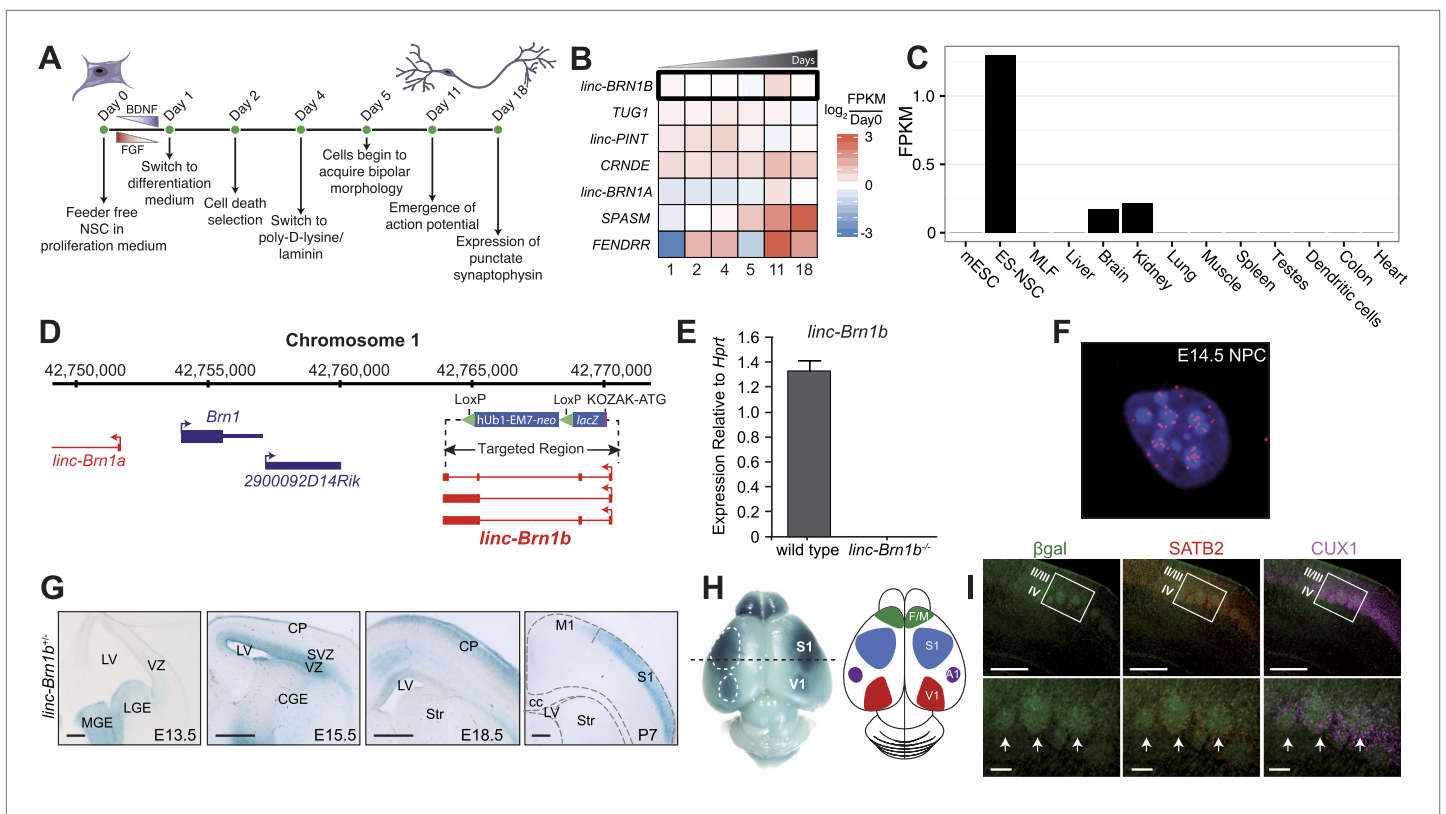 A
Day 0
Day 1
Day 2
Day 4
Day 5
Day 11
Day 18
BDNF
FGF
Feeder free
NSC in
proliferation medium
Switch to
differentiation
medium
Cell death
selection
Switch to
poly-D-lysine/
laminin
Cells begin to
acquire bipolar
morphology
Emergence of
action potential
Expression of
punctate
synaptophysin
B
Days
linc-BRN1B
TUG1
linc-PINT
CRNDE
linc-BRN1A
SPASM
FENDRR
1 2 4 5 11 18
log2 FPKM
Day0
3
0
-3
C
FPKM
1.0
0.5
0
mESC
ES-NSC
MLF
Liver
Brain
Kidney
Lung
Muscle
Spleen
Testes
Dendritic cells
Colon
Heart
D
Chromosome 1
42,750,000 42,755,000 42,760,000 42,765,000 42,770,000
LoxP LoxP KOZAK-ATG
hUb1-EM7-neo lacZ
Brn1
Targeted Region
linc-Brn1a
2900092D14Rik
linc-Brn1b
E
linc-Brn1b
Expression Relative to Hprt
1.6
1.4
1.2
1.0
0.8
0.6
0.4
0.2
0
wild type linc-Brn1b-/-
F
E14.5 NPC
G
linc-Brn1b+/-
LV
VZ
LGE
MGE
E13.5
CP
LV
SVZ
VZ
CGE
E15.5
CP
LV
Str
E18.5
M1
S1
cc
LV
Str
P7
H
S1
V1
F/M
S1
A1
V1
I
βgal SATB2 CUX1
II/III
IV
II/III
IV
II/III
IV